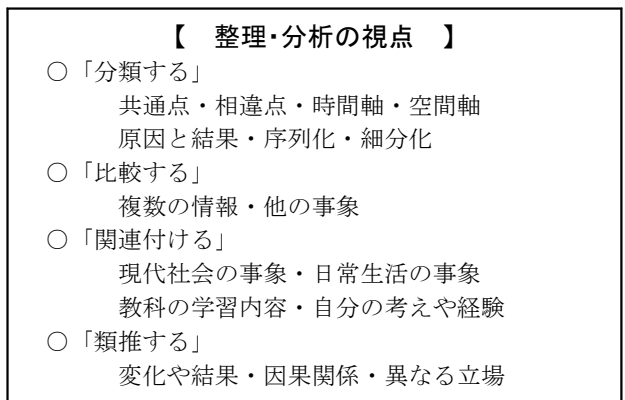 【　整理・分析の視点　】
○「分類する」
共通点・相違点・時間軸・空間軸
原因と結果・序列化・細分化
○「比較する」
複数の情報・他の事象
○「関連付ける」
現代社会の事象・日常生活の事象
教科の学習内容・自分の考えや経験
○「類推する」
変化や結果・因果関係・異なる立場